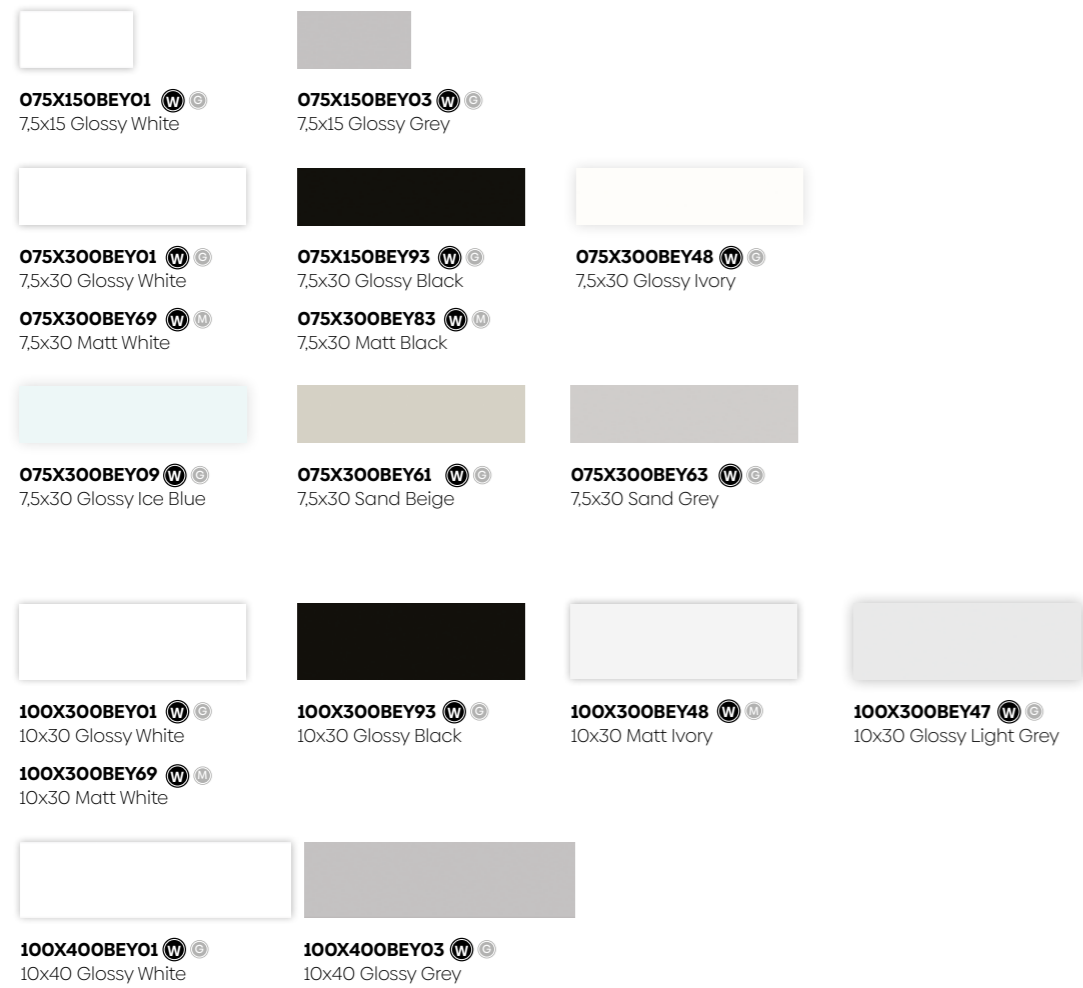 075X150BEY01 W G
7,5x15 Glossy White
075X150BEY03 W G
7,5x15 Glossy Grey
075X300BEY01 W G
7,5x30 Glossy White
075X300BEY69 W M
7,5x30 Matt White
075X150BEY93 W G
7,5x30 Glossy Black
075X300BEY83 W M
7,5x30 Matt Black
075X300BEY48 W G
7,5x30 Glossy Ivory
075X300BEY09 W G
7,5x30 Glossy Ice Blue
075X300BEY61 W G
7,5x30 Sand Beige
075X300BEY63 W G
7,5x30 Sand Grey
100X300BEY01 W G
10x30 Glossy White
100X300BEY69 W M
10x30 Matt White
100X300BEY93 W G
10x30 Glossy Black
100X300BEY48 W M
10x30 Matt Ivory
100X300BEY47 W G
10x30 Glossy Light Grey
100X400BEY01 W G
10x40 Glossy White
100X400BEY03 W G
10x40 Glossy Grey